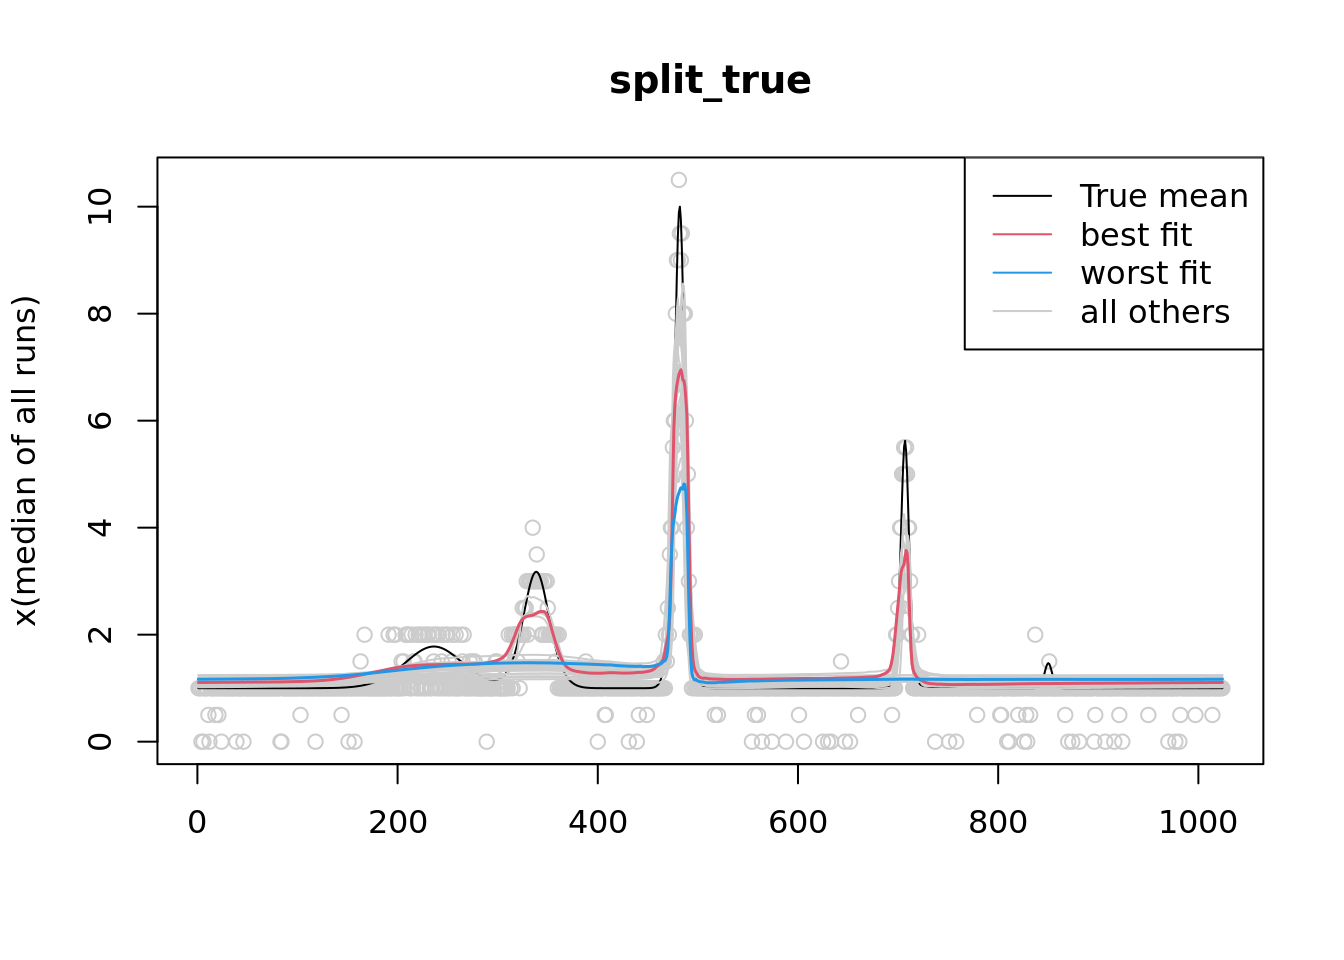 split_true
x(median of all runs)
10
8
6
4
2
0
True mean
best fit
worst fit
all others
0 200 400 600 800 1000